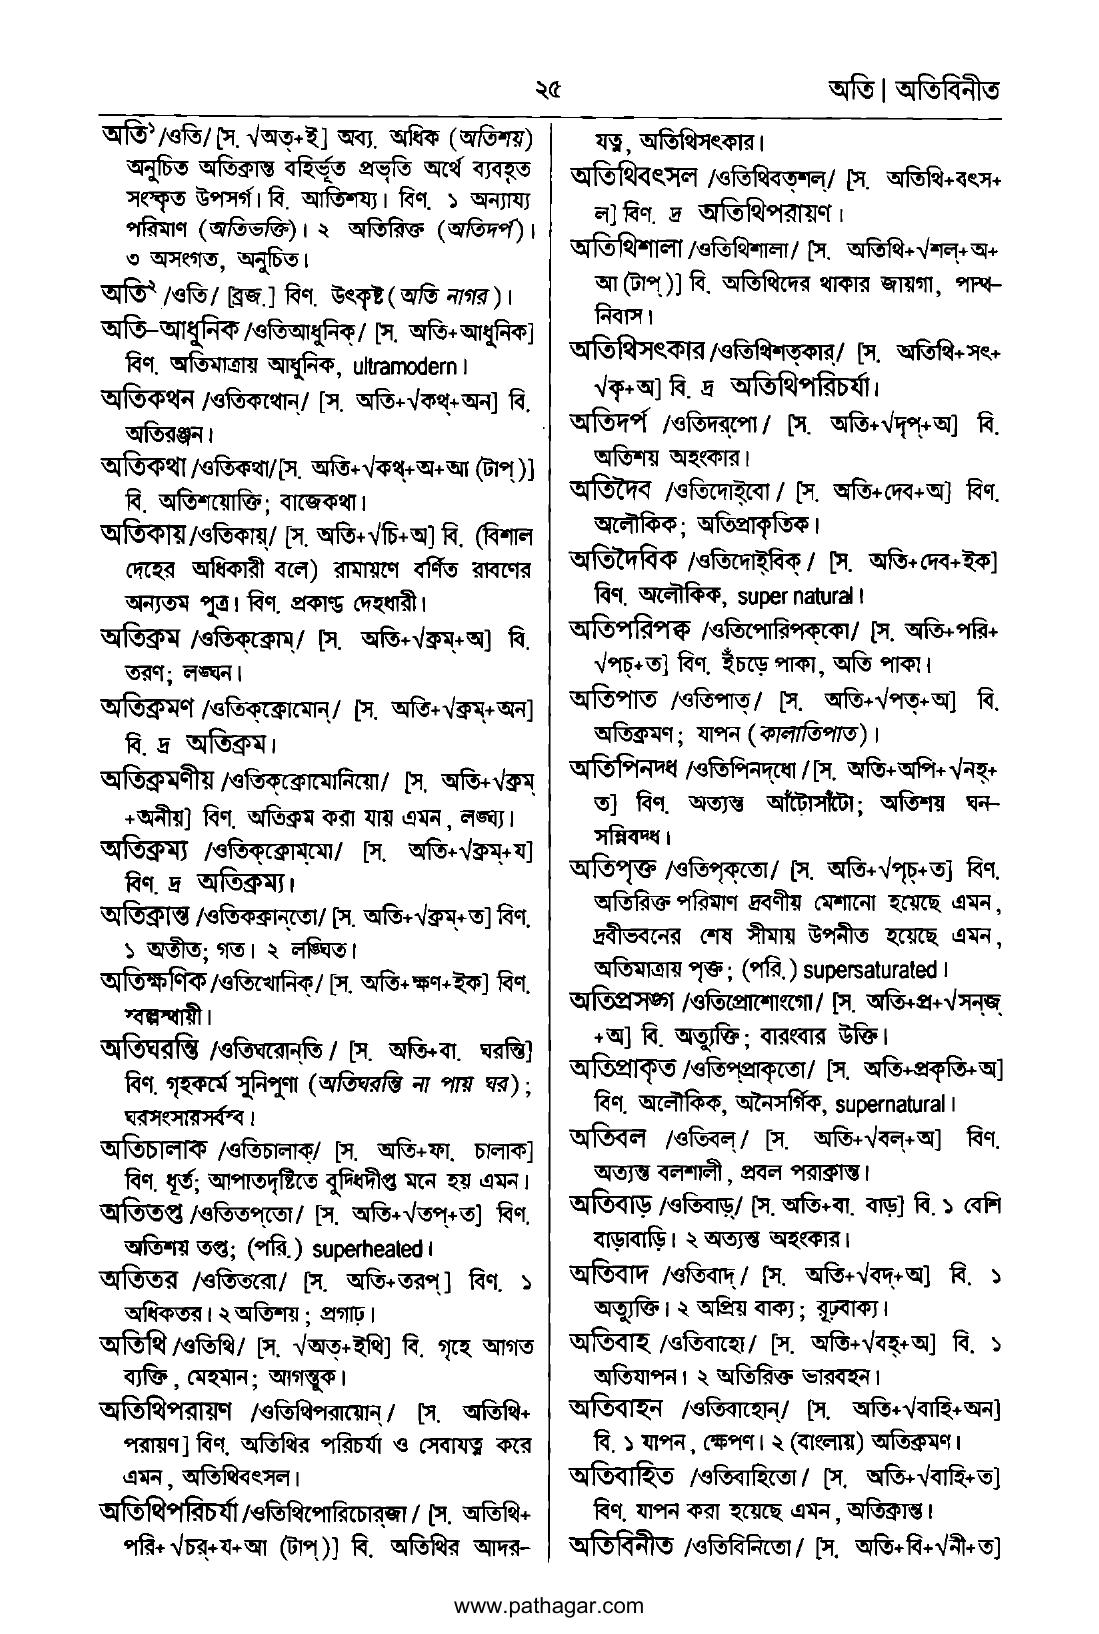 ২৫
অতি | অতিবিনীত
অতি১ /ওতি/ [স. √অত্+ই] অব্য. অধিক (অতিশয়)
অনুচিত অতিক্রান্ত বহির্ভূত প্রভৃতি অর্থে ব্যবহৃত
সংস্কৃত উপসর্গ। বি. আতিশয্য। বিণ. ১ অন্যায্য
পরিমাণ (অতিভক্তি)। ২ অতিরিক্ত (অতিদর্প)।
৩ অসংগত, অনুচিত।
অতি২ /ওতি/ [ব্রজ.] বিণ. উৎকৃষ্ট (অতি নাগর)।
অতি-আধুনিক /ওতিআধুনিক্/ [স. অতি+আধুনিক]
বিণ. অতিমাত্রায় আধুনিক, ultramodern।
অতিকথন /ওতিকথোন্/ [স. অতি+√কথ্+অন] বি.
অতিরঞ্জন।
অতিকথা /ওতিকথা/[স. অতি+√কথ্+অ+আ (টাপ্)]
বি. অতিশয়োক্তি; বাজেকথা।
অতিকায় /ওতিকায়্/ [স. অতি+√চি+অ] বি. (বিশাল
দেহের অধিকারী বলে) রামায়ণে বর্ণিত রাবণের
অন্যতম পুত্র। বিণ. প্রকাণ্ড দেহধারী।
অতিক্রম /ওতিক্‌ক্রোম্/ [স. অতি+√ক্রম্+অ] বি.
তরণ; লঙ্ঘন।
অতিক্রমণ /ওতিক্‌ক্রোমোন্/ [স. অতি+√ক্রম্+অন]
বি. দ্র অতিক্রম।
অতিক্রমণীয় /ওতিক্‌ক্রোমোনিয়ো/ [স. অতি+√ক্রম্
+অনীয়] বিণ. অতিক্রম করা যায় এমন, লঙ্ঘ্য।
অতিক্রম্য /ওতিক্‌ক্রোম্‌মো/ [স. অতি+√ক্রম্+য]
বিণ. দ্র অতিক্রম্য।
অতিক্রান্ত /ওতিকক্রান্‌তো/ [স. অতি+√ক্রম্+ত] বিণ.
১ অতীত; গত। ২ লঙ্ঘিত।
অতিক্ষণিক /ওতিখোনিক্/ [স. অতি+ক্ষণ+ইক] বিণ.
স্বল্পস্থায়ী।
অতিঘরন্তি /ওতিঘরোন্‌তি/ [স. অতি+বা. ঘরন্তি]
বিণ. গৃহকর্মে সুনিপুণা (অতিঘরন্তি না পায় ঘর);
ঘরসংসারসর্বস্ব।
অতিচালাক /ওতিচালাক্/ [স. অতি+ফা. চালাক]
বিণ. ধূর্ত; আপাতদৃষ্টিতে বুদ্ধিদীপ্ত মনে হয় এমন।
অতিতপ্ত /ওতিতপ্‌তো/ [স. অতি+√তপ্+ত] বিণ.
অতিশয় তপ্ত; (পরি.) superheated।
অতিতর /ওতিতরো/ [স. অতি+তরপ্] বিণ. ১
অধিকতর। ২ অতিশয়; প্রগাঢ়।
অতিথি /ওতিথি/ [স. √অত্+ইথি] বি. গৃহে আগত
ব্যক্তি, মেহমান; আগন্তুক।
অতিথিপরায়ণ /ওতিথিপরায়োন্/ [স. অতিথি+
পরায়ণ] বিণ. অতিথির পরিচর্যা ও সেবাযত্ন করে
এমন, অতিথিবৎসল।
অতিথিপরিচর্যা /ওতিথিপোরিচোর্‌জা/ [স. অতিথি+
পরি+√চর্+য+আ (টাপ্)] বি. অতিথির আদর-
যত্ন, অতিথিসৎকার।
অতিথিবৎসল /ওতিথিবত্‌শল্/ [স. অতিথি+বৎস+
ল] বিণ. দ্র অতিথিপরায়ণ।
অতিথিশালা /ওতিথিশালা/ [স. অতিথি+√শল্+অ+
আ (টাপ্)] বি. অতিথিদের থাকার জায়গা, পান্থ-
নিবাস।
অতিথিসৎকার /ওতিথিশত্‌কার্/ [স. অতিথি+সৎ+
√কৃ+অ] বি. দ্র অতিথিপরিচর্যা।
অতিদর্প /ওতিদর্‌পো/ [স. অতি+√দৃপ্+অ] বি.
অতিশয় অহংকার।
অতিদৈব /ওতিদোই্‌বো/ [স. অতি+দেব+অ] বিণ.
অলৌকিক; অতিপ্রাকৃতিক।
অতিদৈবিক /ওতিদোই্‌বিক্/ [স. অতি+দেব+ইক]
বিণ. অলৌকিক, super natural।
অতিপরিপক্ব /ওতিপোরিপক্‌কো/ [স. অতি+পরি+
√পচ্+ত] বিণ. ইঁচড়ে পাকা, অতি পাকা।
অতিপাত /ওতিপাত্/ [স. অতি+√পত্+অ] বি.
অতিক্রমণ; যাপন (কালাতিপাত)।
অতিপিনদ্ধ /ওতিপিনদ্‌ধো/ [স. অতি+অপি+√নহ্+
ত] বিণ. অত্যন্ত আঁটোসাঁটো; অতিশয় ঘন-
সন্নিবদ্ধ।
অতিপৃক্ত /ওতিপৃক্‌তো/ [স. অতি+√পৃচ্+ত] বিণ.
অতিরিক্ত পরিমাণ দ্রবণীয় মেশানো হয়েছে এমন,
দ্রবীভবনের শেষ সীমায় উপনীত হয়েছে এমন,
অতিমাত্রায় পৃক্ত; (পরি.) supersaturated।
অতিপ্রসঙ্গ /ওতিপ্রোশোংগো/ [স. অতি+প্র+√সন্‌জ্
+অ] বি. অত্যুক্তি; বারংবার উক্তি।
অতিপ্রাকৃত /ওতিপ্‌প্রাকৃতো/ [স. অতি+প্রকৃতি+অ]
বিণ. অলৌকিক, অনৈসর্গিক, supernatural।
অতিবল /ওতিবল্/ [স. অতি+√বল্+অ] বিণ.
অত্যন্ত বলশালী, প্রবল পরাক্রান্ত।
অতিবাড় /ওতিবাড়্/ [স. অতি+বা. বাড়] বি. ১ বেশি
বাড়াবাড়ি। ২ অত্যন্ত অহংকার।
অতিবাদ /ওতিবাদ্/ [স. অতি+√বদ্+অ] বি. ১
অত্যুক্তি। ২ অপ্রিয় বাক্য; রূঢ়বাক্য।
অতিবাহ /ওতিবাহো/ [স. অতি+√বহ্+অ] বি. ১
অতিযাপন। ২ অতিরিক্ত ভারবহন।
অতিবাহন /ওতিবাহোন্/ [স. অতি+√বাহি+অন]
বি. ১ যাপন, ক্ষেপণ। ২ (বাংলায়) অতিক্রমণ।
অতিবাহিত /ওতিবাহিতো/ [স. অতি+√বাহি+ত]
বিণ. যাপন করা হয়েছে এমন, অতিক্রান্ত।
অতিবিনীত /ওতিবিনিতো/ [স. অতি+বি+√নী+ত]
www.pathagar.com